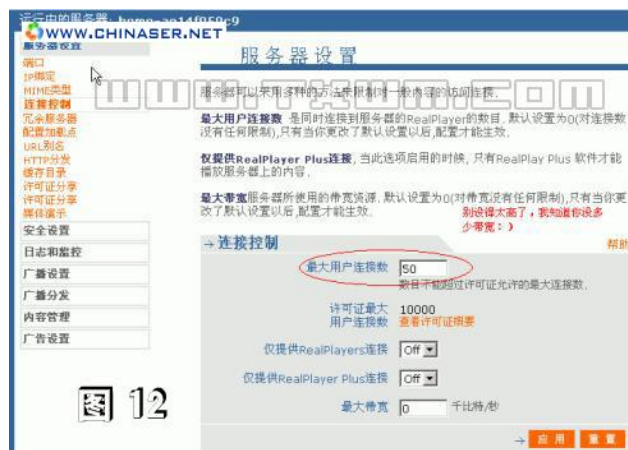 运行中的服务器: home-ae14f959c9
WWW.CHINASER.NET
服务器设置
端口
IP绑定
MIME类型
连接控制
冗余服务器
配置加载点
URL别名
HTTP分发
缓存目录
许可证分享
许可证分享
媒体演示
安全设置
日志和监控
广播设置
广播分发
内容管理
广告设置
图 12
服务器设置
服务器可以采用多种的方法来限制对一般内容的访问连接.
www.txwm.com
最大用户连接数 是同时连接到服务器的RealPlayer的数目. 默认设置为0(对连接数
没有任何限制),只有当你更改了默认设置以后,配置才能生效.
仅提供RealPlayer Plus连接, 当此选项启用的时候, 只有RealPlay Plus 软件才能
播放服务器上的内容.
最大带宽服务器所使用的带宽资源. 默认设置为0(对带宽没有任何限制),只有当你更
改了默认设置以后,配置才能生效.
别设得太高了，我知道你没多
少带宽：）
→ 连接控制
帮助
最大用户连接数 50
数目不能超过许可证允许的最大连接数.
许可证最大 10000
用户连接数 查看许可证概要
仅提供RealPlayers连接 Off
仅提供RealPlayer Plus连接 Off
最大带宽 0 千比特/秒
→ 应用 重置